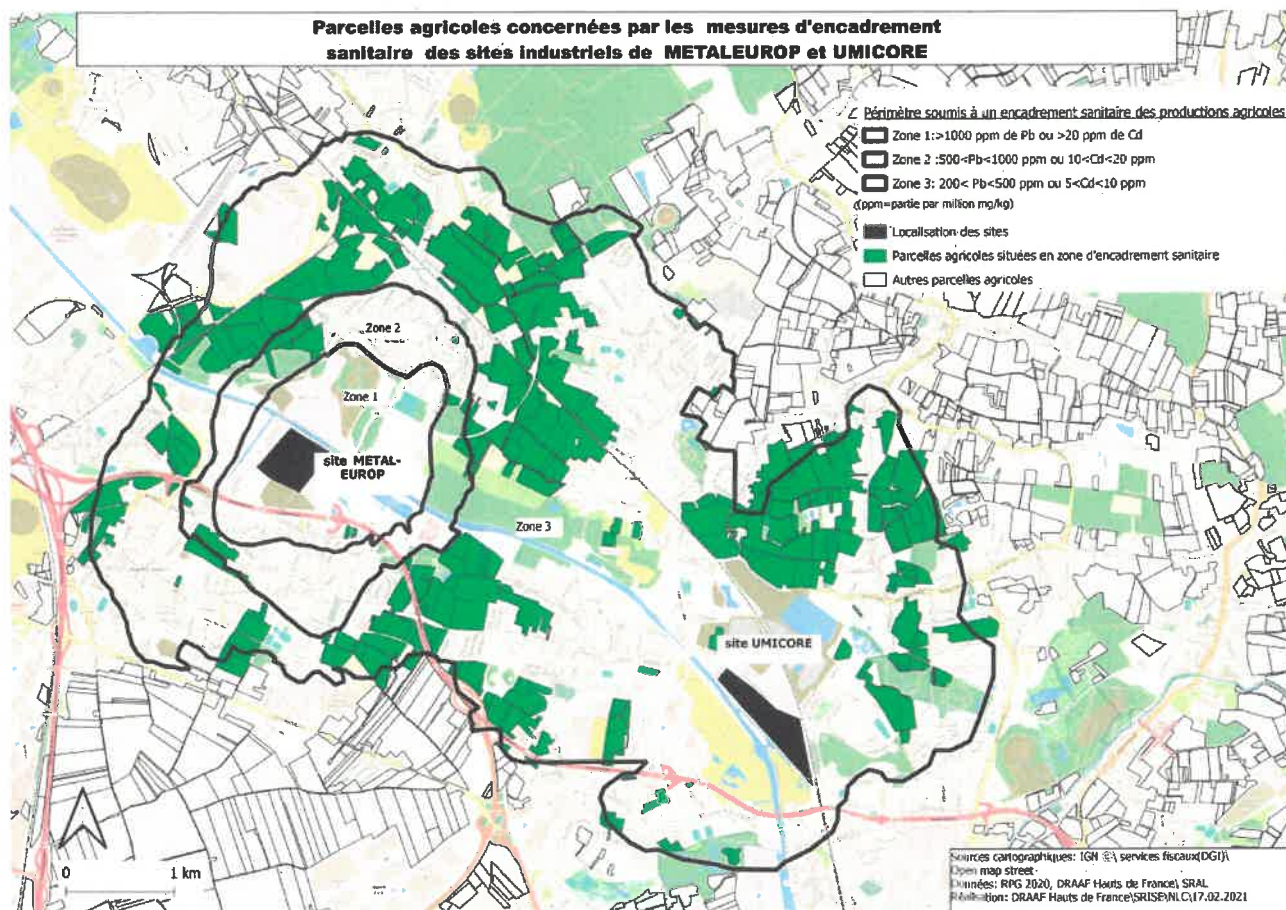 Parcelles agricoles concernées par les mesures d'encadrement
sanitaire des sites industriels de METALEUROP et UMICORE
Périmètre soumis à un encadrement sanitaire des productions agricoles
Zone 1:>1000 ppm de Pb ou >20 ppm de Cd
Zone 2 :500<Pb<1000 ppm ou 10<Cd<20 ppm
Zone 3: 200< Pb<500 ppm ou 5<Cd<10 ppm
(ppm=partie par million mg/kg)
Localisation des sites
Parcelles agricoles situées en zone d'encadrement sanitaire
Autres parcelles agricoles
Zone 2
Zone 1
site METAL-
EUROP
Zone 3
site UMICORE
0 1 km
Sources cartographiques: IGN ©\ services fiscaux(DGI)\
Open map street
Données: RPG 2020, DRAAF Hauts de France\ SRAL
Réalisation: DRAAF Hauts de France\SRISE\NLC\17.02.2021